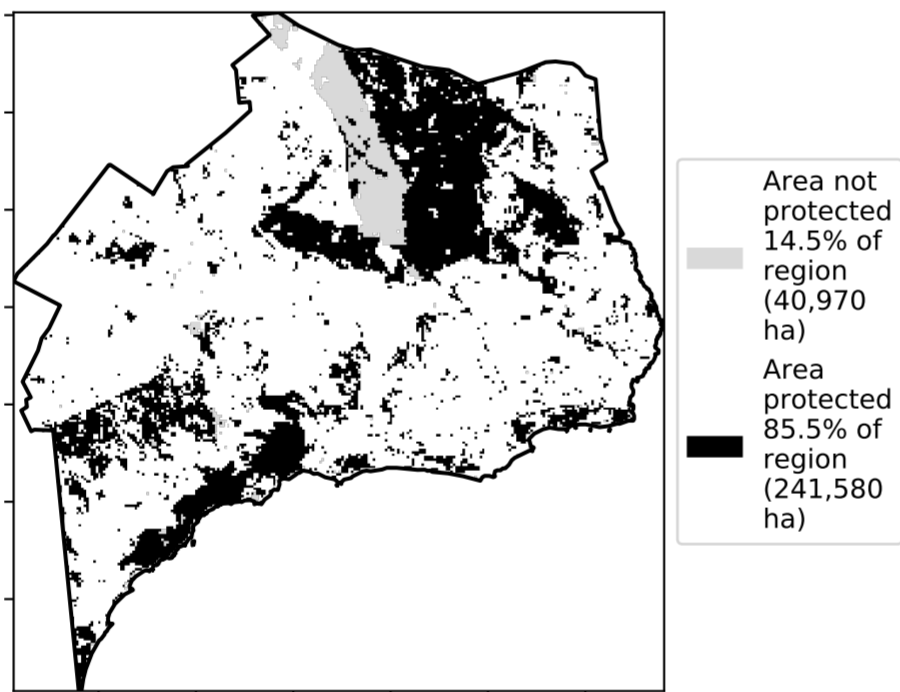 Area not
protected
14.5% of
region
(40,970
ha)
Area
protected
85.5% of
region
(241,580
ha)